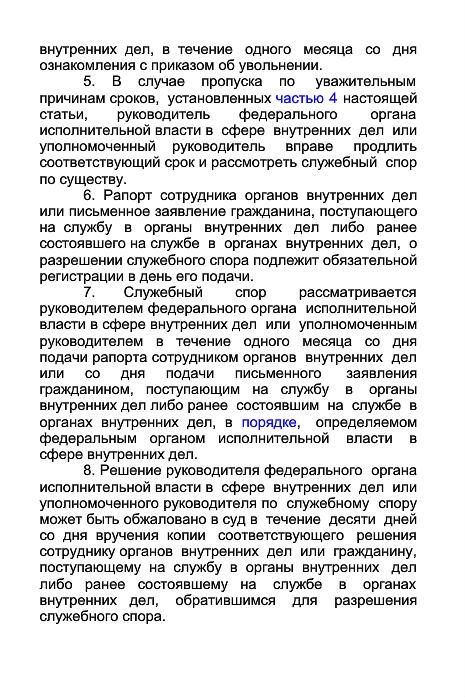 внутренних дел, в течение одного месяца со дня
ознакомления с приказом об увольнении.
5. В случае пропуска по уважительным
причинам сроков, установленных частью 4 настоящей
статьи, руководитель федерального органа
исполнительной власти в сфере внутренних дел или
уполномоченный руководитель вправе продлить
соответствующий срок и рассмотреть служебный спор
по существу.
6. Рапорт сотрудника органов внутренних дел
или письменное заявление гражданина, поступающего
на службу в органы внутренних дел либо ранее
состоявшего на службе в органах внутренних дел, о
разрешении служебного спора подлежит обязательной
регистрации в день его подачи.
7. Служебный спор рассматривается
руководителем федерального органа исполнительной
власти в сфере внутренних дел или уполномоченным
руководителем в течение одного месяца со дня
подачи рапорта сотрудником органов внутренних дел
или со дня подачи письменного заявления
гражданином, поступающим на службу в органы
внутренних дел либо ранее состоявшим на службе в
органах внутренних дел, в порядке, определяемом
федеральным органом исполнительной власти в
сфере внутренних дел.
8. Решение руководителя федерального органа
исполнительной власти в сфере внутренних дел или
уполномоченного руководителя по служебному спору
может быть обжаловано в суд в течение десяти дней
со дня вручения копии соответствующего решения
сотруднику органов внутренних дел или гражданину,
поступающему на службу в органы внутренних дел
либо ранее состоявшему на службе в органах
внутренних дел, обратившимся для разрешения
служебного спора.